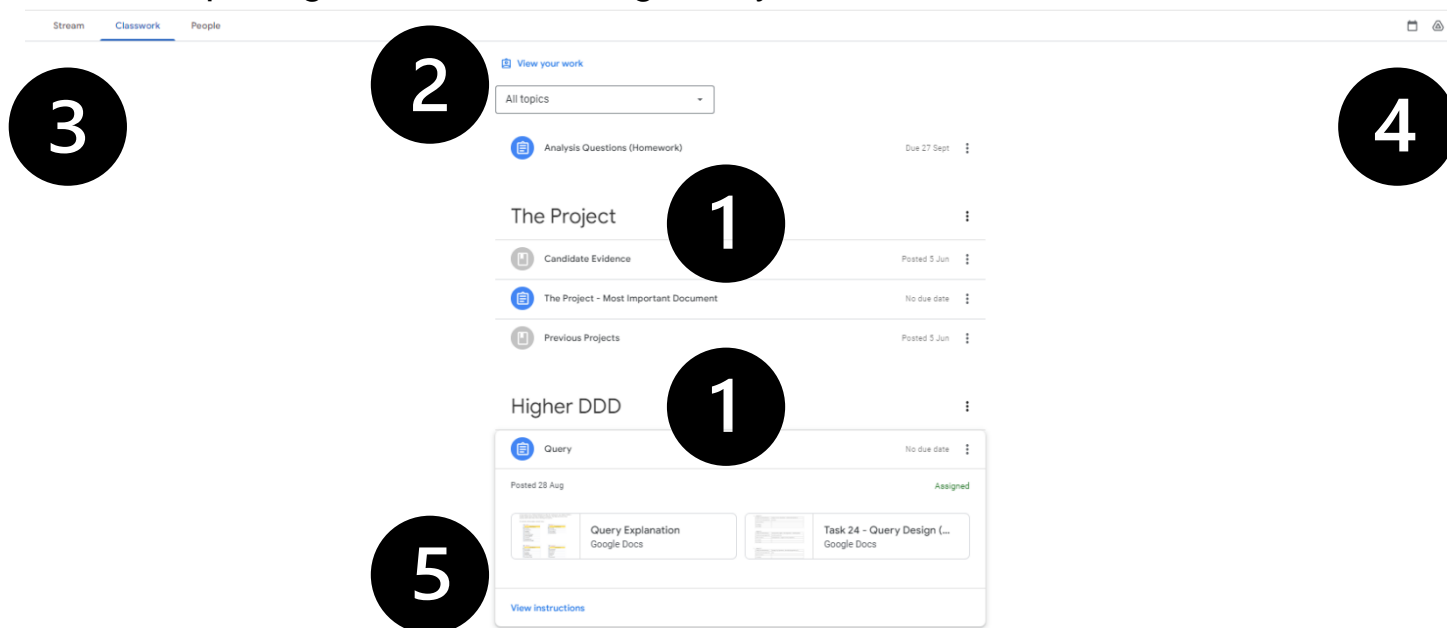 Stream Classwork People
2
View your work
All topics
3
4
Analysis Questions (Homework) Due 27 Sept
1
The Project
Candidate Evidence Posted 5 Jun
The Project - Most Important Document No due date
Previous Projects Posted 5 Jun
1
Higher DDD
Query No due date
Posted 28 Aug Assigned
Query Explanation
Google Docs
Task 24 - Query Design (...
Google Docs
5
View instructions